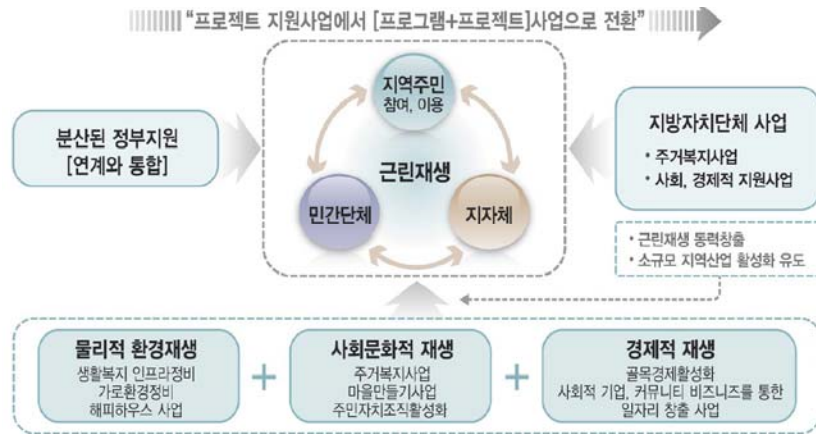 “프로젝트 지원사업에서 [프로그램+프로젝트]사업으로 전환”
지역주민
참여, 이용
근린재생
민간단체
지자체
분산된 정부지원
[연계와 통합]
지방자치단체 사업
• 주거복지사업
• 사회, 경제적 지원사업
• 근린재생 동력창출
• 소규모 지역산업 활성화 유도
물리적 환경재생
생활복지 인프라정비
가로환경정비
해피하우스 사업
+
사회문화적 재생
주거복지사업
마을만들기사업
주민자치조직활성화
+
경제적 재생
골목경제활성화
사회적 기업, 커뮤니티 비즈니즈를 통한
일자리 창출 사업